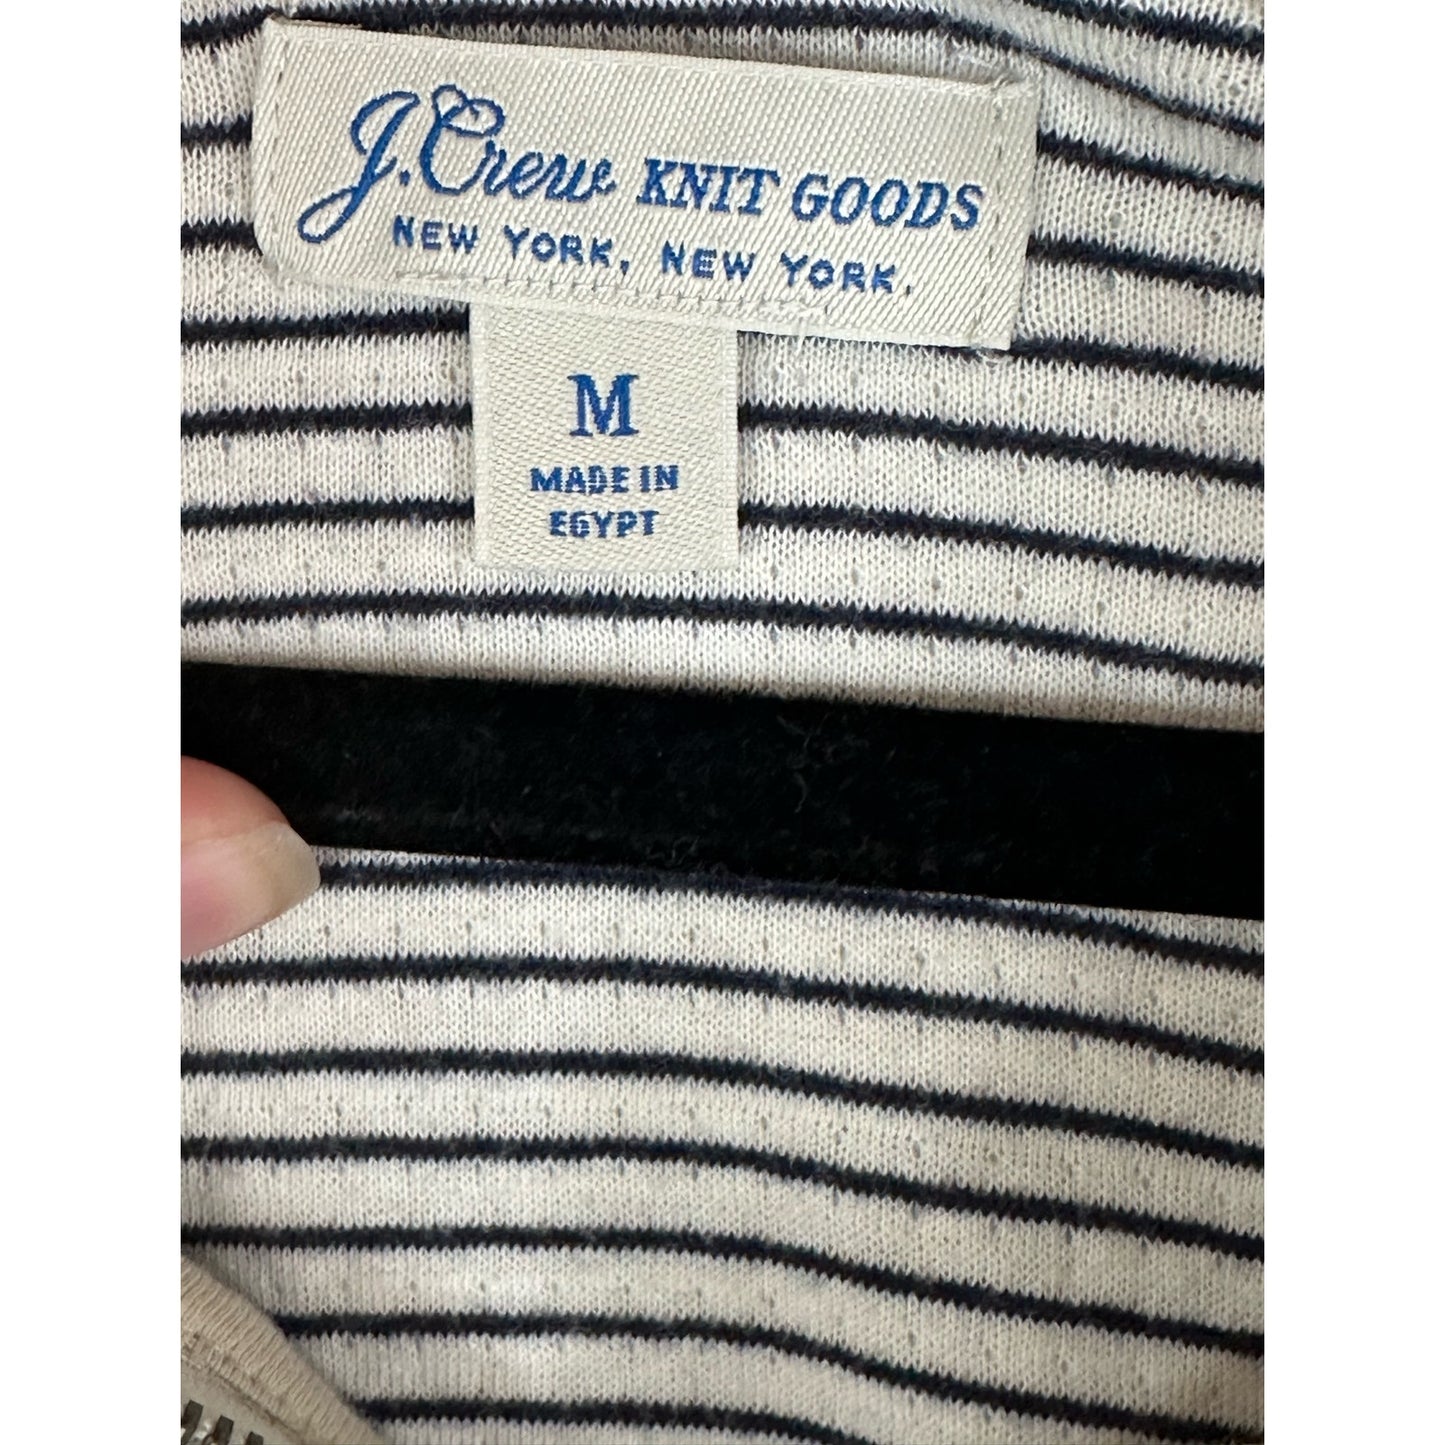 J.Crew KNIT GOODS
NEW YORK, NEW YORK.
M
MADE IN
EGYPT